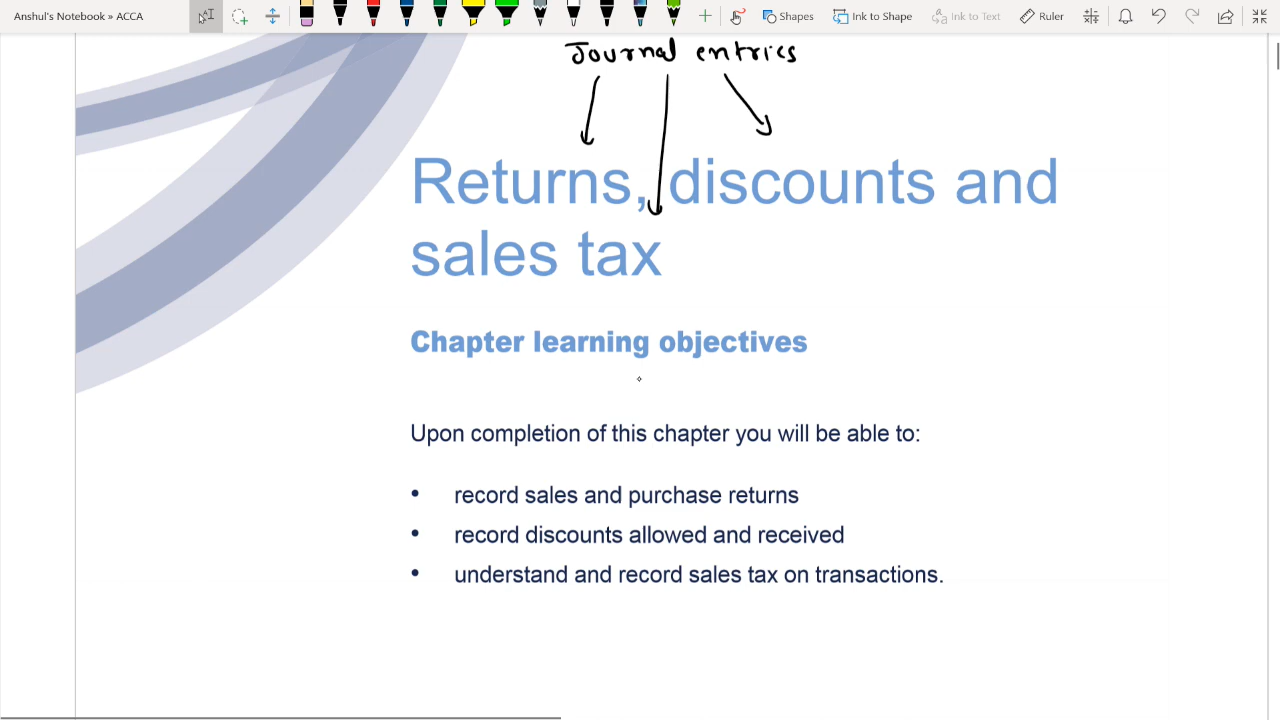 Anshul's Notebook » ACCA
Shapes
Ink to Shape
Ink to Text
Ruler
Journal entries
Returns, discounts and
sales tax
Chapter learning objectives
Upon completion of this chapter you will be able to:
• record sales and purchase returns
• record discounts allowed and received
• understand and record sales tax on transactions.